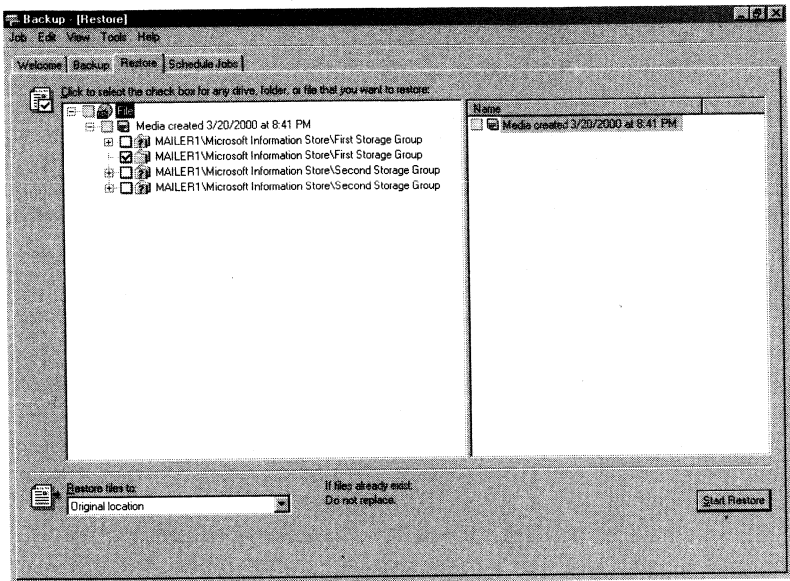 Backup - [Restore]
Job Edit View Tools Help
Welcome Backup Restore Schedule Jobs
Click to select the check box for any drive, folder, or file that you want to restore:
File
Media created 3/20/2000 at 8:41 PM
MAILER1\Microsoft Information Store\First Storage Group
MAILER1\Microsoft Information Store\First Storage Group
MAILER1\Microsoft Information Store\Second Storage Group
MAILER1\Microsoft Information Store\Second Storage Group
Name
Media created 3/20/2000 at 8:41 PM
Restore files to:
Original location
If files already exist:
Do not replace.
Start Restore